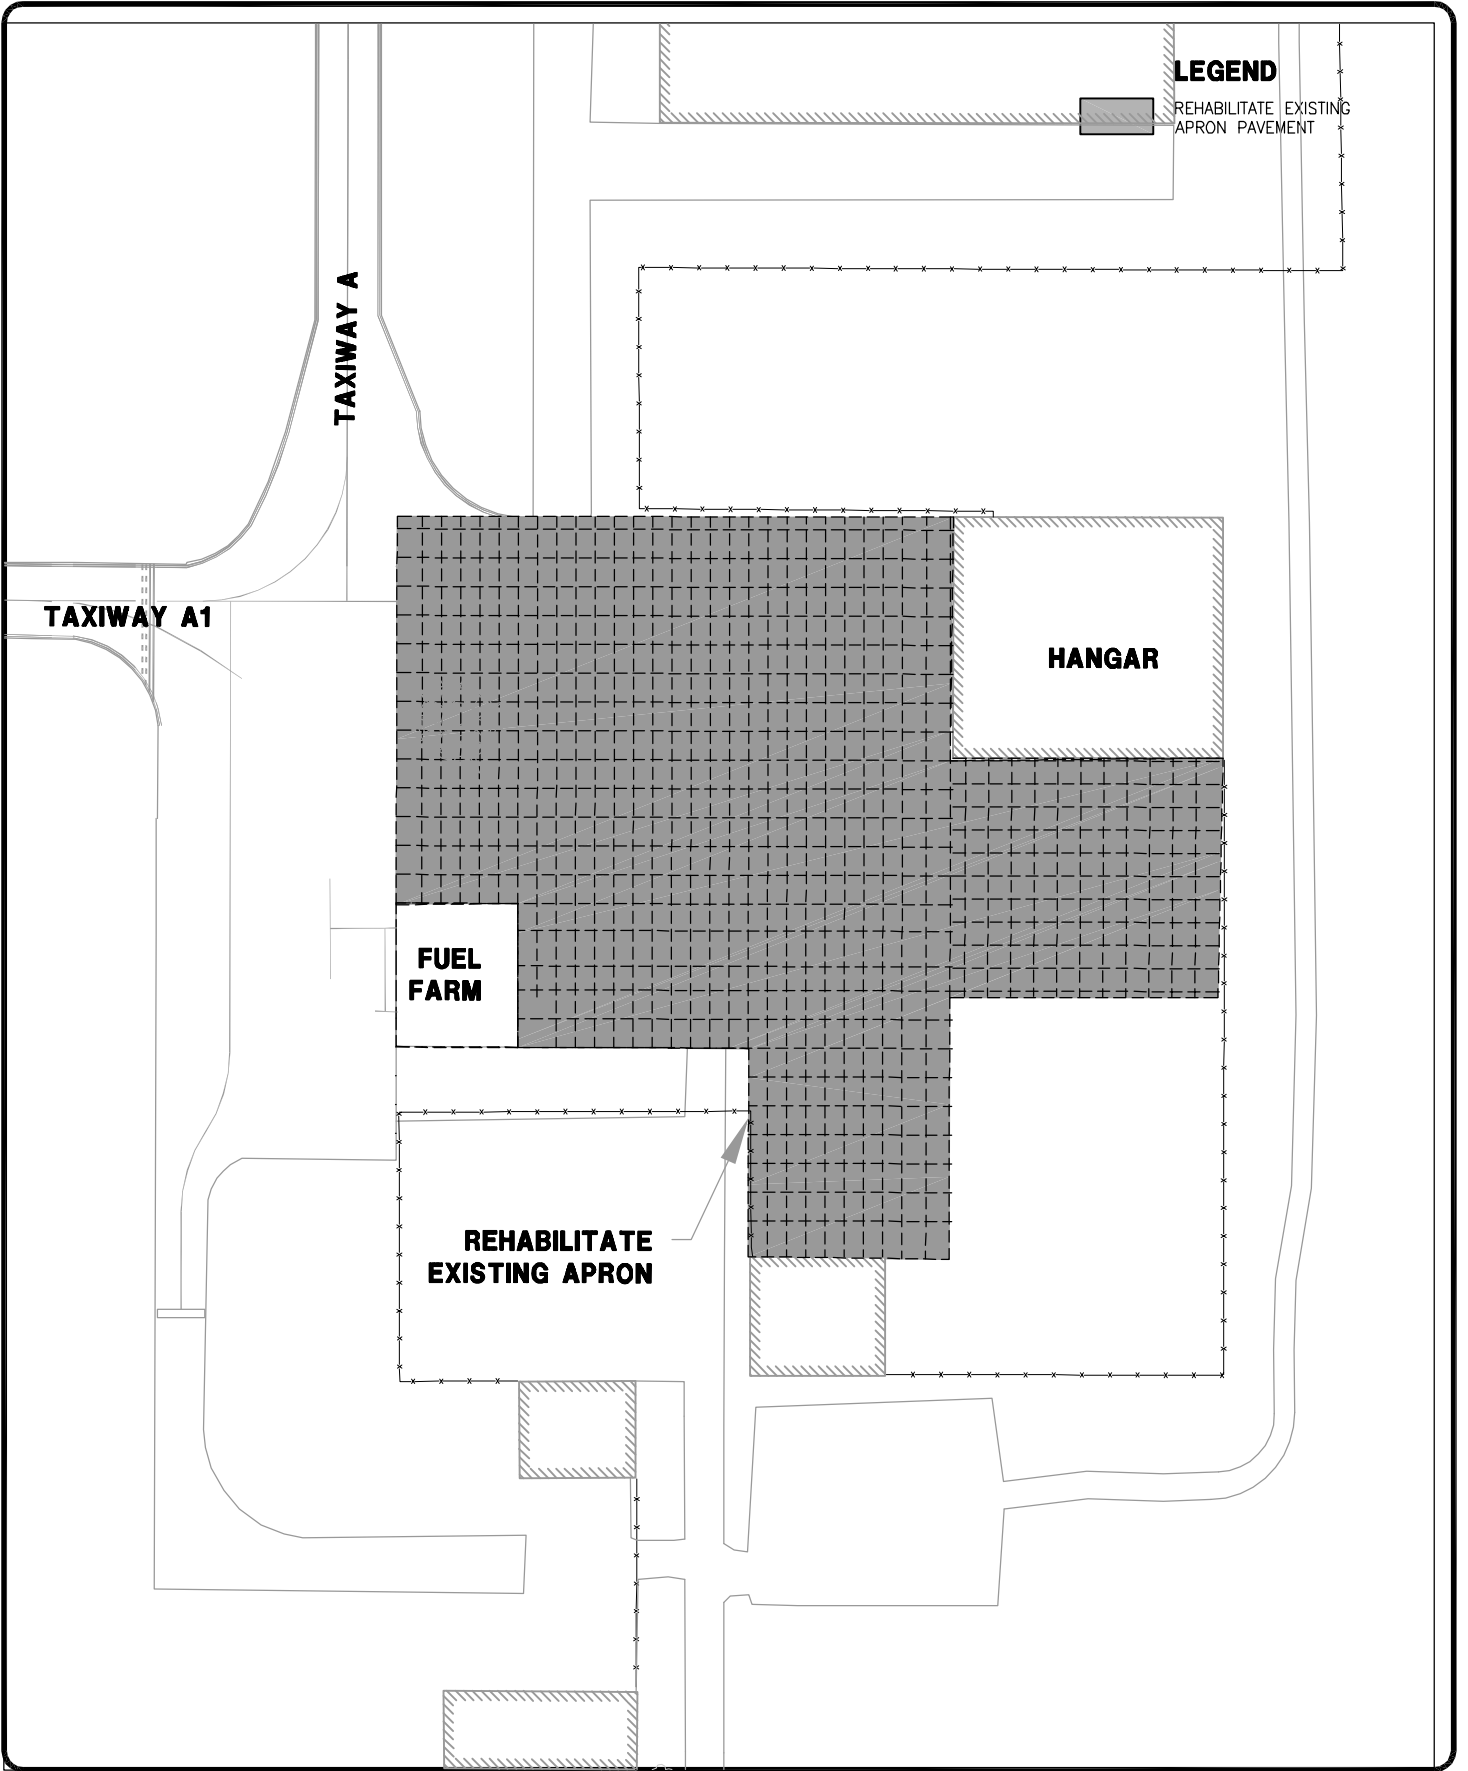 LEGEND
REHABILITATE EXISTING
APRON PAVEMENT
TAXIWAY A
TAXIWAY A1
HANGAR
FUEL
FARM
REHABILITATE
EXISTING APRON